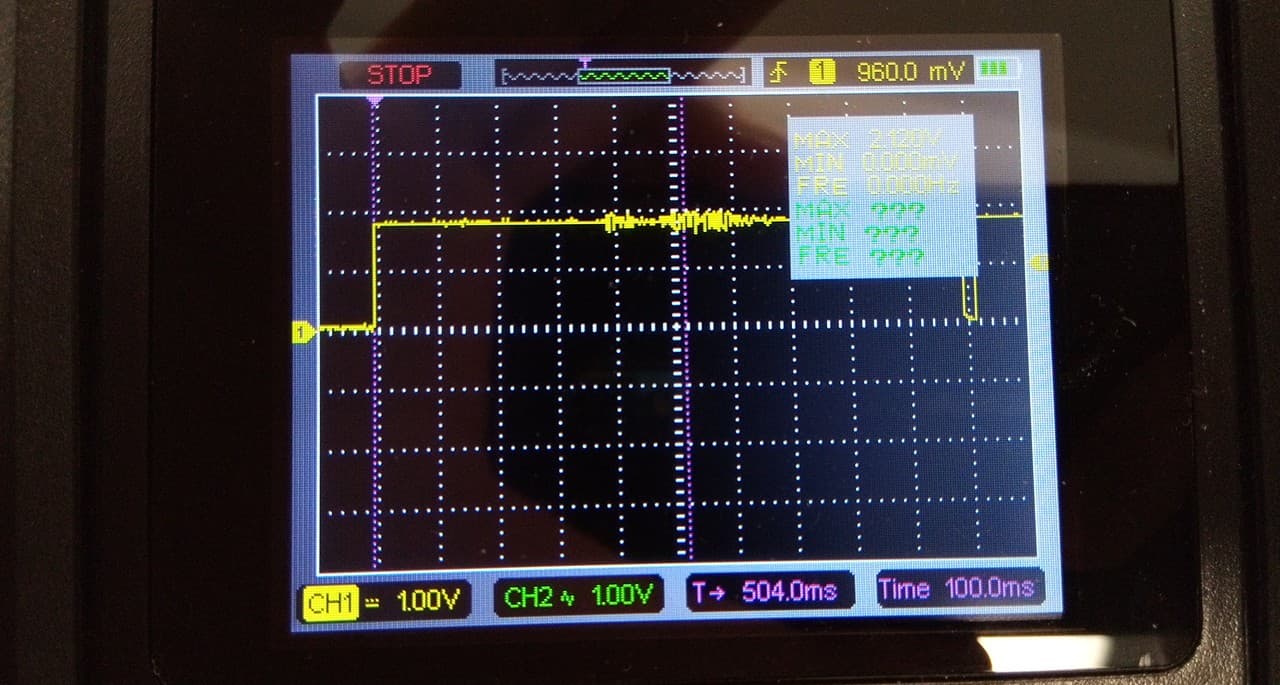 STOP
1 960.0 mV
MAX 2.120V
MIN 0.000mV
FRE 0.000Hz
MAX ???
MIN ???
FRE ???
1
CH1 = 1.00V
CH2 1.00V
T→ 504.0ms
Time 100.0ms